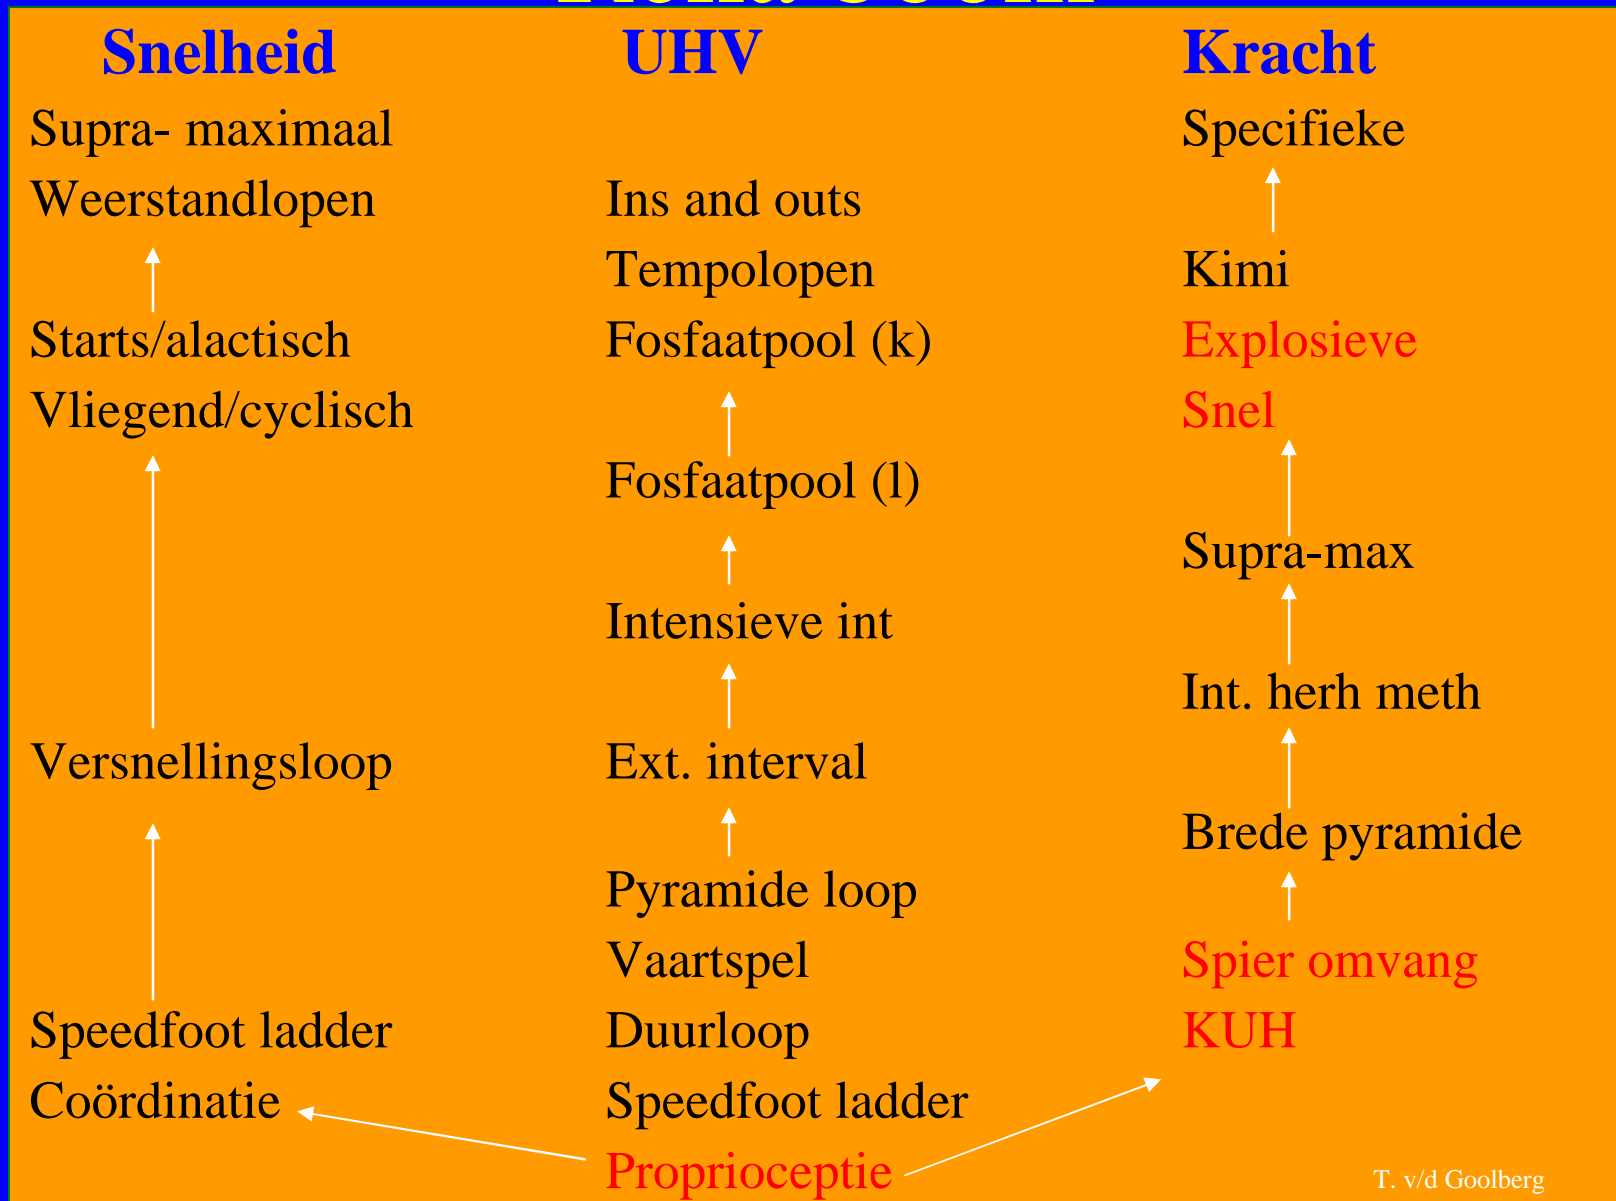 Snelheid
Supra- maximaal
Weerstandlopen
Starts/alactisch
Vliegend/cyclisch
Versnellingsloop
Speedfoot ladder
Coördinatie
UHV
Ins and outs
Tempolopen
Fosfaatpool (k)
Fosfaatpool (l)
Intensieve int
Ext. interval
Pyramide loop
Vaartspel
Duurloop
Speedfoot ladder
Proprioceptie
Kracht
Specifieke
Kimi
Explosieve
Snel
Supra-max
Int. herh meth
Brede pyramide
Spier omvang
KUH
T. v/d Goolberg